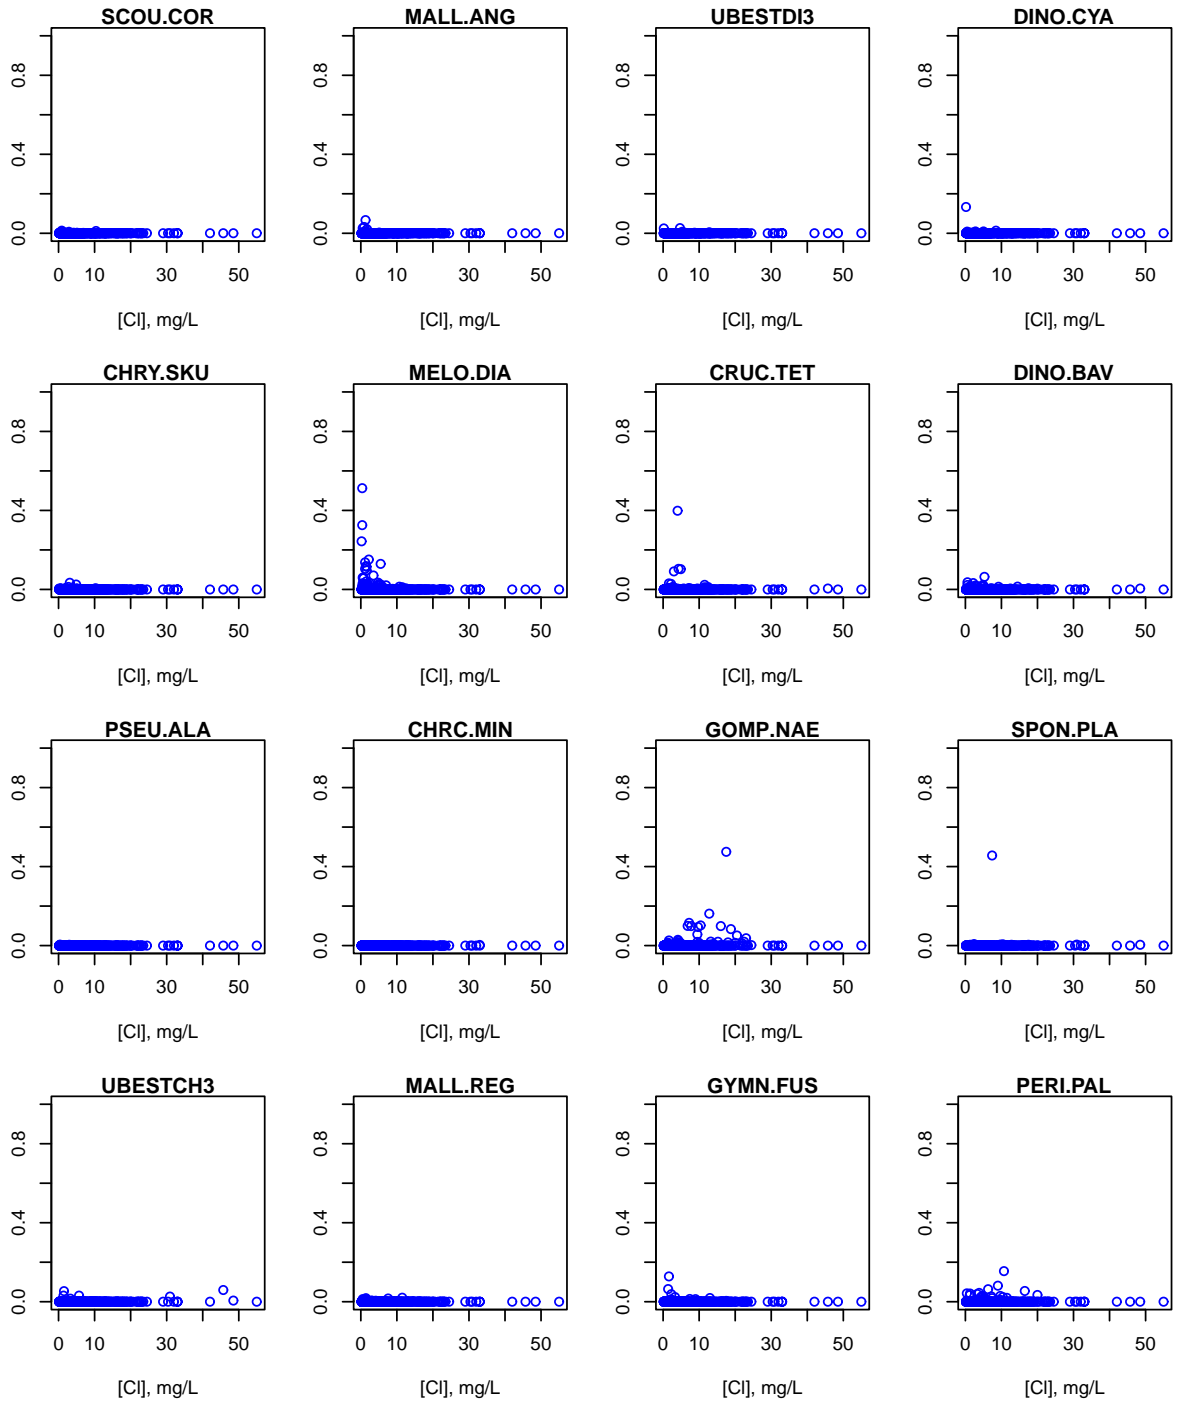 SCOU.COR MALL.ANG UBESTDI3 DINO.CYA
0.8 0.8 0.8 0.8
0.4 0.4 0.4 0.4
0.0 0.0 0.0 0.0
0 10 30 50 0 10 30 50 0 10 30 50 0 10 30 50
[Cl], mg/L [Cl], mg/L [Cl], mg/L [Cl], mg/L
CHRY.SKU MELO.DIA CRUC.TET DINO.BAV
0.8 0.8 0.8 0.8
0.4 0.4 0.4 0.4
0.0 0.0 0.0 0.0
0 10 30 50 0 10 30 50 0 10 30 50 0 10 30 50
[Cl], mg/L [Cl], mg/L [Cl], mg/L [Cl], mg/L
PSEU.ALA CHRC.MIN GOMP.NAE SPON.PLA
0.8 0.8 0.8 0.8
0.4 0.4 0.4 0.4
0.0 0.0 0.0 0.0
0 10 30 50 0 10 30 50 0 10 30 50 0 10 30 50
[Cl], mg/L [Cl], mg/L [Cl], mg/L [Cl], mg/L
UBESTCH3 MALL.REG GYMN.FUS PERI.PAL
0.8 0.8 0.8 0.8
0.4 0.4 0.4 0.4
0.0 0.0 0.0 0.0
0 10 30 50 0 10 30 50 0 10 30 50 0 10 30 50
[Cl], mg/L [Cl], mg/L [Cl], mg/L [Cl], mg/L